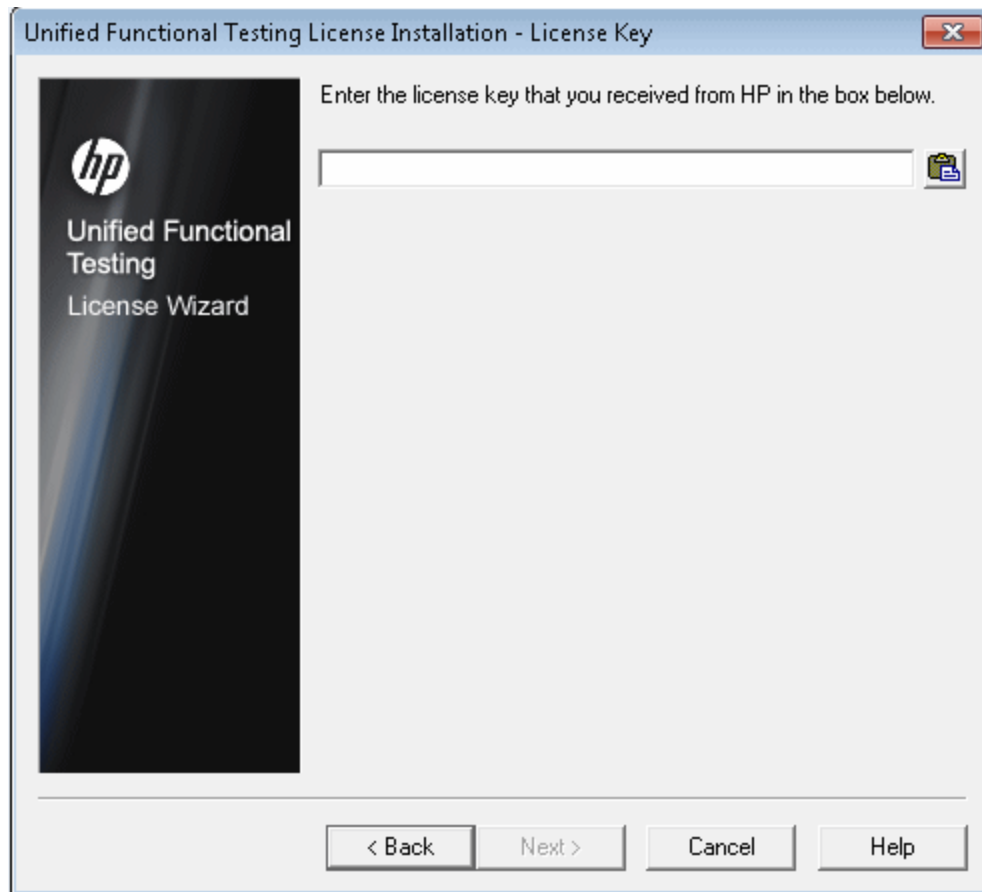 Unified Functional Testing License Installation - License Key
Enter the license key that you received from HP in the box below.
hp
Unified Functional
Testing
License Wizard
< Back
Next >
Cancel
Help